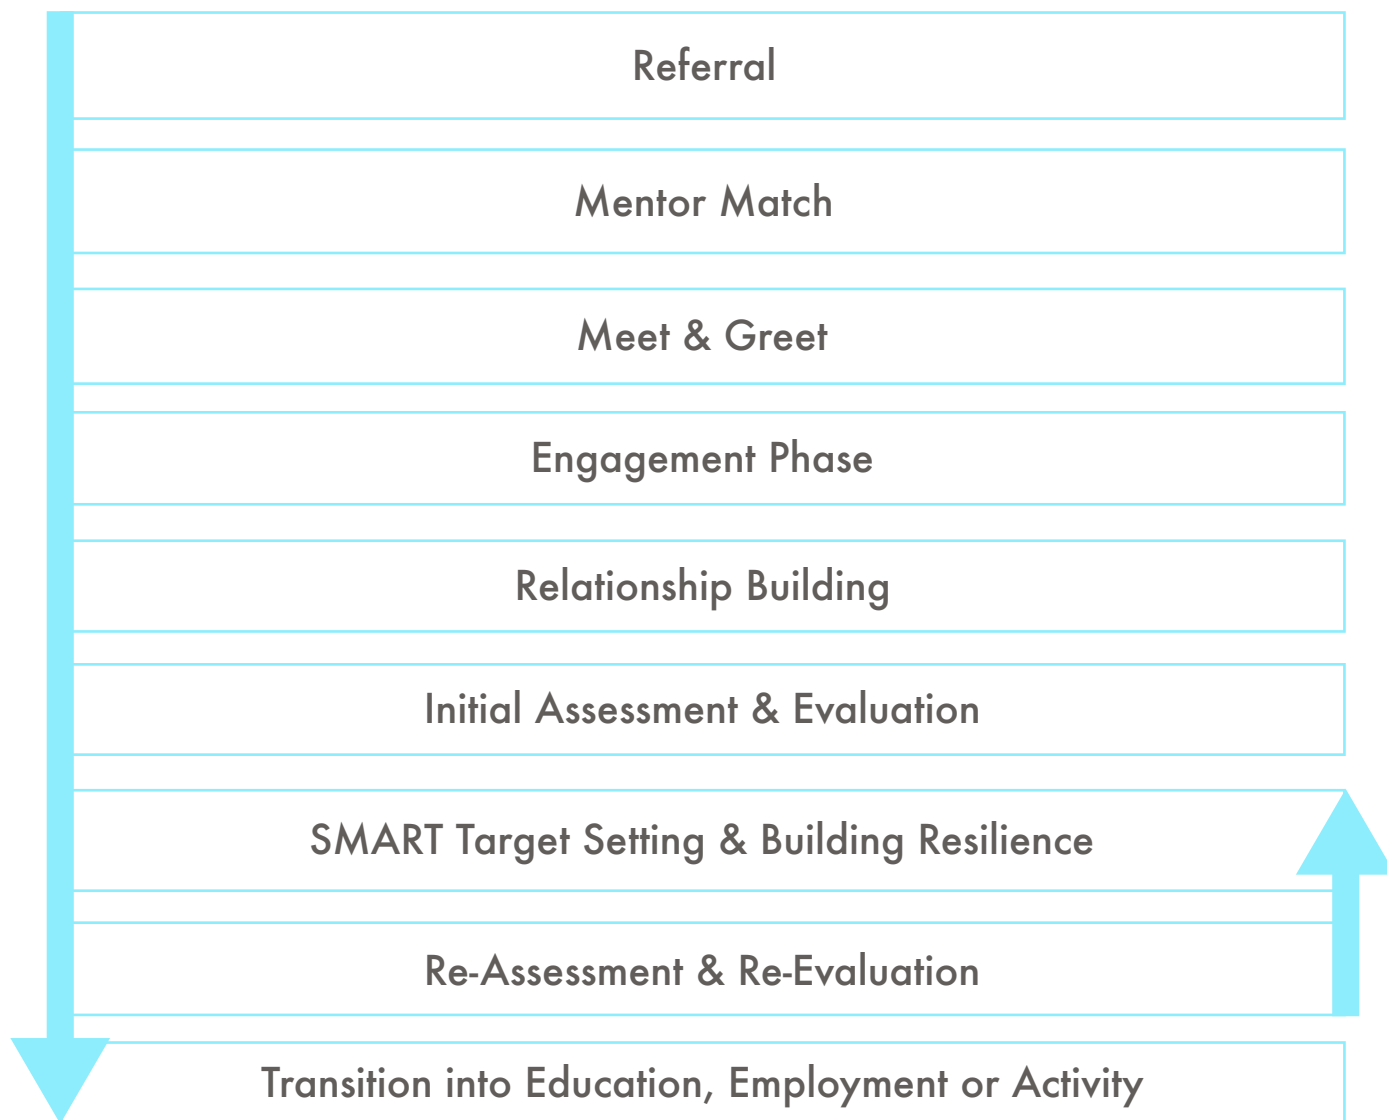 Referral
Mentor Match
Meet & Greet
Engagement Phase
Relationship Building
Initial Assessment & Evaluation
SMART Target Setting & Building Resilience
Re-Assessment & Re-Evaluation
Transition into Education, Employment or Activity